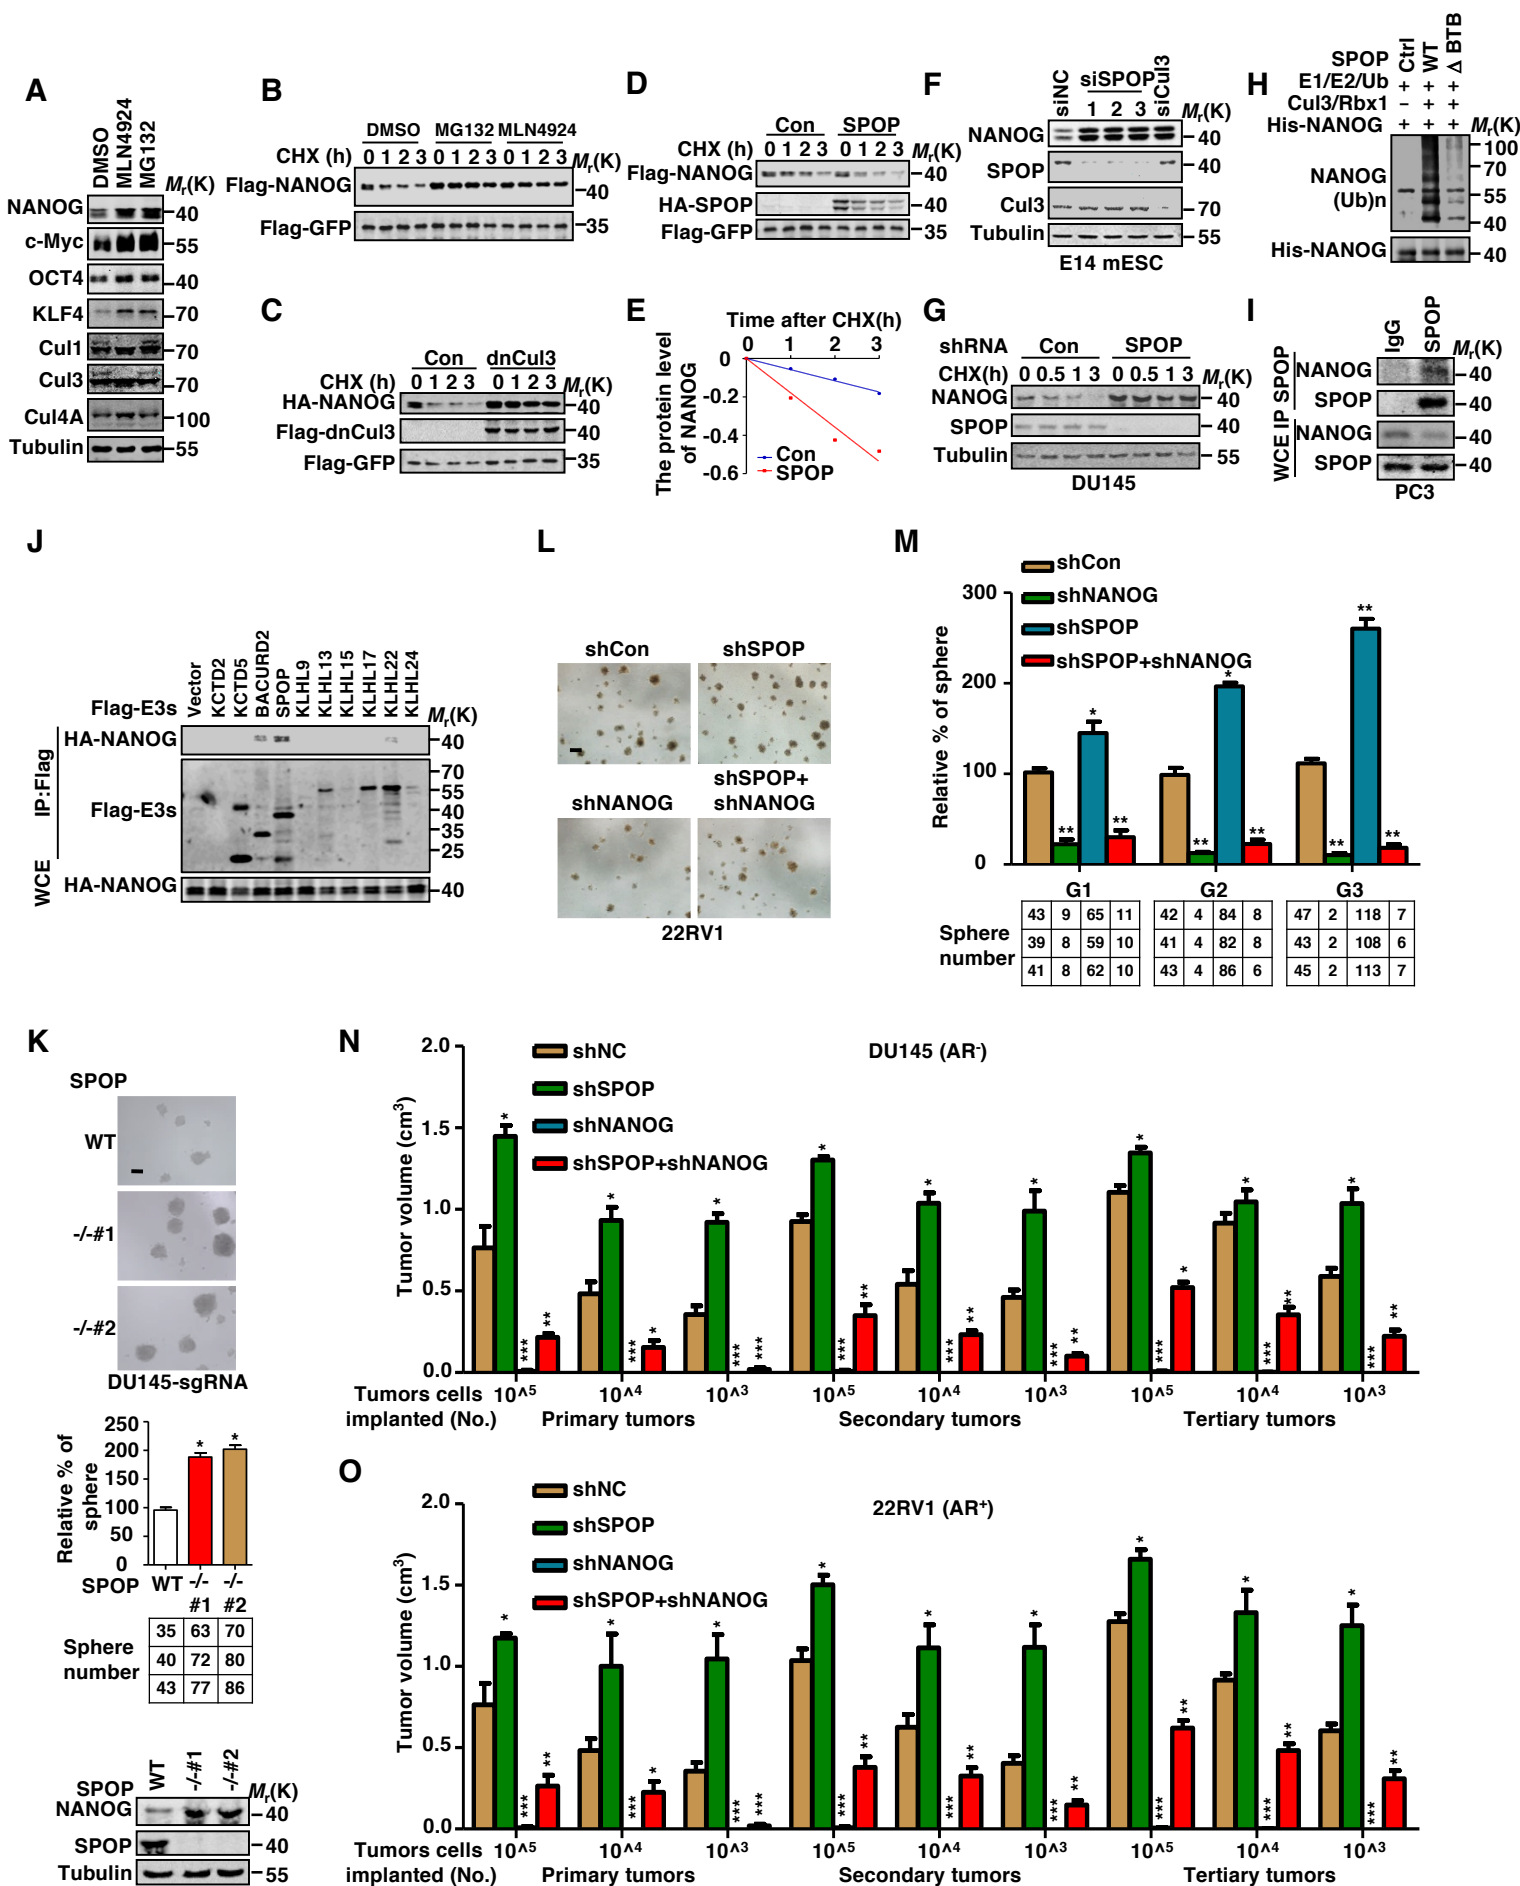 A
DMSO
MLN4924
MG132
Mr(K)
NANOG
40
c-Myc
55
OCT4
40
KLF4
70
Cul1
70
Cul3
70
Cul4A
100
Tubulin
55
B
DMSO MG132 MLN4924
CHX (h) 0 1 2 3 0 1 2 3 0 1 2 3 Mr(K)
Flag-NANOG
40
Flag-GFP
35
C
Con dnCul3
CHX (h) 0 1 2 3 0 1 2 3 Mr(K)
HA-NANOG
40
Flag-dnCul3
40
Flag-GFP
35
D
Con SPOP
CHX (h) 0 1 2 3 0 1 2 3 Mr(K)
Flag-NANOG
40
HA-SPOP
40
Flag-GFP
35
E
Time after CHX(h)
0 1 2 3
0
-0.2
-0.4
-0.6
The protein level
of NANOG
Con
SPOP
F
siNC
siSPOP
siCul3
1 2 3 Mr(K)
NANOG
40
SPOP
40
Cul3
70
Tubulin
55
E14 mESC
G
shRNA Con SPOP
CHX(h) 0 0.5 1 3 0 0.5 1 3 Mr(K)
NANOG
40
SPOP
40
Tubulin
55
DU145
H
SPOP Ctrl WT Δ BTB
E1/E2/Ub + + +
Cul3/Rbx1 − + +
His-NANOG + + + Mr(K)
100
70
55
40
NANOG
(Ub)n
His-NANOG
40
I
IgG
SPOP
Mr(K)
IP SPOP
NANOG
40
SPOP
40
WCE
NANOG
40
SPOP
40
PC3
J
Flag-E3s
Vector
KCTD2
KCTD5
BACURD2
SPOP
KLHL9
KLHL13
KLHL15
KLHL17
KLHL22
KLHL24
Mr(K)
IP:Flag
HA-NANOG
40
Flag-E3s
70
55
40
35
25
WCE
HA-NANOG
40
L
shCon shSPOP
shNANOG
shSPOP+
shNANOG
22RV1
M
shCon
shNANOG
shSPOP
shSPOP+shNANOG
Relative % of sphere
300
200
100
0
** * **
** * **
** ** **
G1 G2 G3
Sphere
number
43 9 65 11 42 4 84 8 47 2 118 7
39 8 59 10 41 4 82 8 43 2 108 6
41 8 62 10 43 4 86 6 45 2 113 7
K
SPOP
WT
-/-#1
-/-#2
DU145-sgRNA
Relative % of
sphere
250
200
150
100
50
0
* *
SPOP WT -/- -/-
#1 #2
Sphere
number
35 63 70
40 72 80
43 77 86
SPOP WT -/-#1 -/-#2 Mr(K)
NANOG
40
SPOP
40
Tubulin
55
N
DU145 (AR-)
shNC
shSPOP
shNANOG
shSPOP+shNANOG
Tumor volume (cm3)
2.0
1.5
1.0
0.5
0.0
* *** **
* *** *
* *** ***
* *** **
* *** **
* *** **
* *** *
* *** **
* *** **
Tumors cells
implanted (No.)
10^5 10^4 10^3 10^5 10^4 10^3 10^5 10^4 10^3
Primary tumors Secondary tumors Tertiary tumors
O
22RV1 (AR+)
shNC
shSPOP
shNANOG
shSPOP+shNANOG
Tumor volume (cm3)
2.0
1.5
1.0
0.5
0.0
* *** **
* *** *
* *** ***
* *** **
* *** **
* *** **
* *** **
* *** **
* *** **
Tumors cells
implanted (No.)
10^5 10^4 10^3 10^5 10^4 10^3 10^5 10^4 10^3
Primary tumors Secondary tumors Tertiary tumors